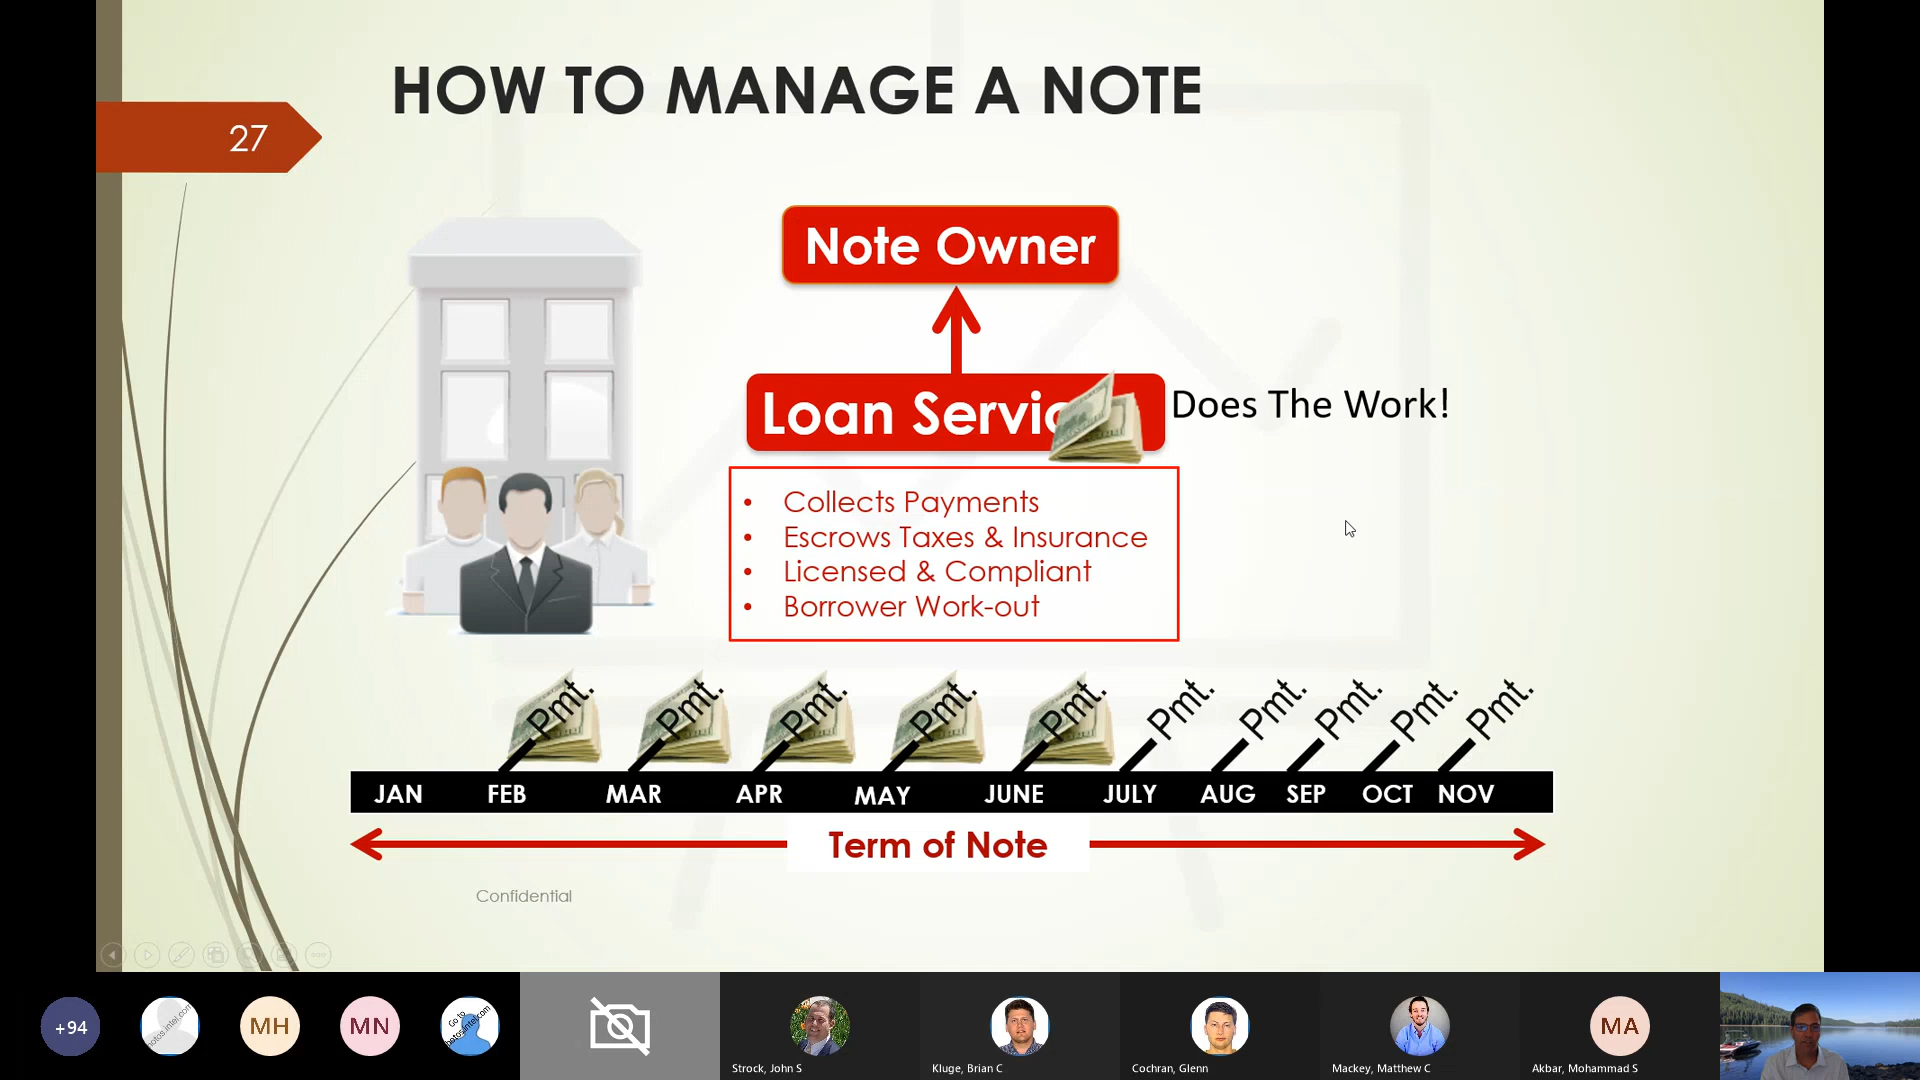 HOW TO MANAGE A NOTE
27
Note Owner
Loan Servic
Does The Work!
• Collects Payments
• Escrows Taxes & Insurance
• Licensed & Compliant
• Borrower Work-out
Pmt. Pmt. Pmt. Pmt. Pmt. Pmt. Pmt. Pmt. Pmt. Pmt.
JAN FEB MAR APR MAY JUNE JULY AUG SEP OCT NOV
Term of Note
Confidential
+94
MH
MN
Go to
MA
Strock, John S
Kluge, Brian C
Cochran, Glenn
Mackey, Matthew C
Akbar, Mohammad S